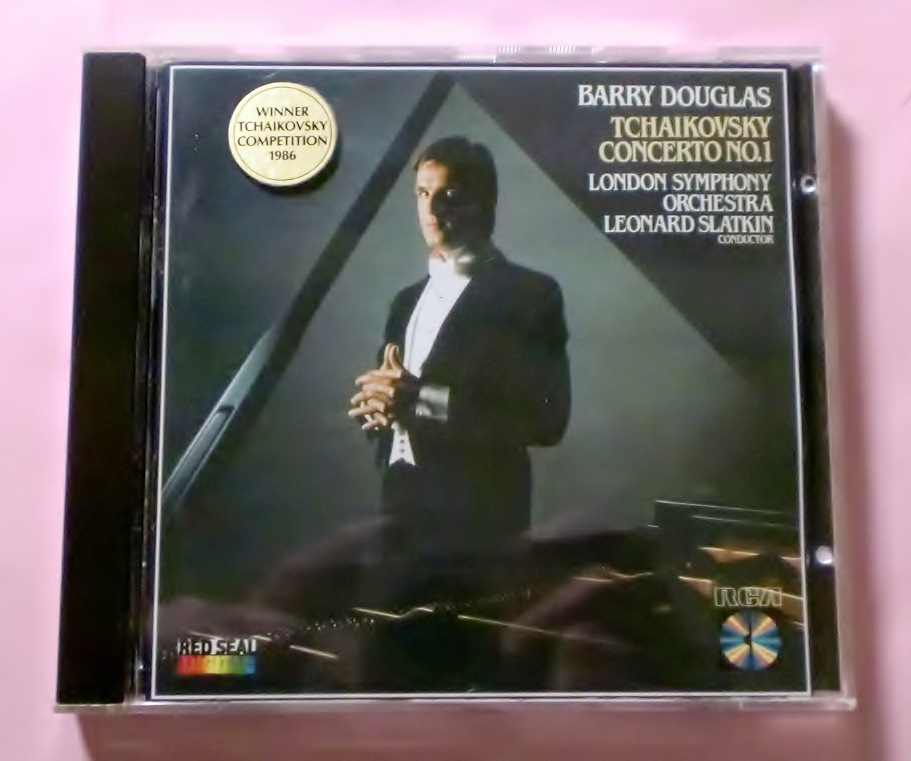 WINNER
TCHAIKOVSKY
COMPETITION
1986
BARRY DOUGLAS
TCHAIKOVSKY
CONCERTO NO.1
LONDON SYMPHONY
ORCHESTRA
LEONARD SLATKIN
CONDUCTOR
RCA
RED SEAL